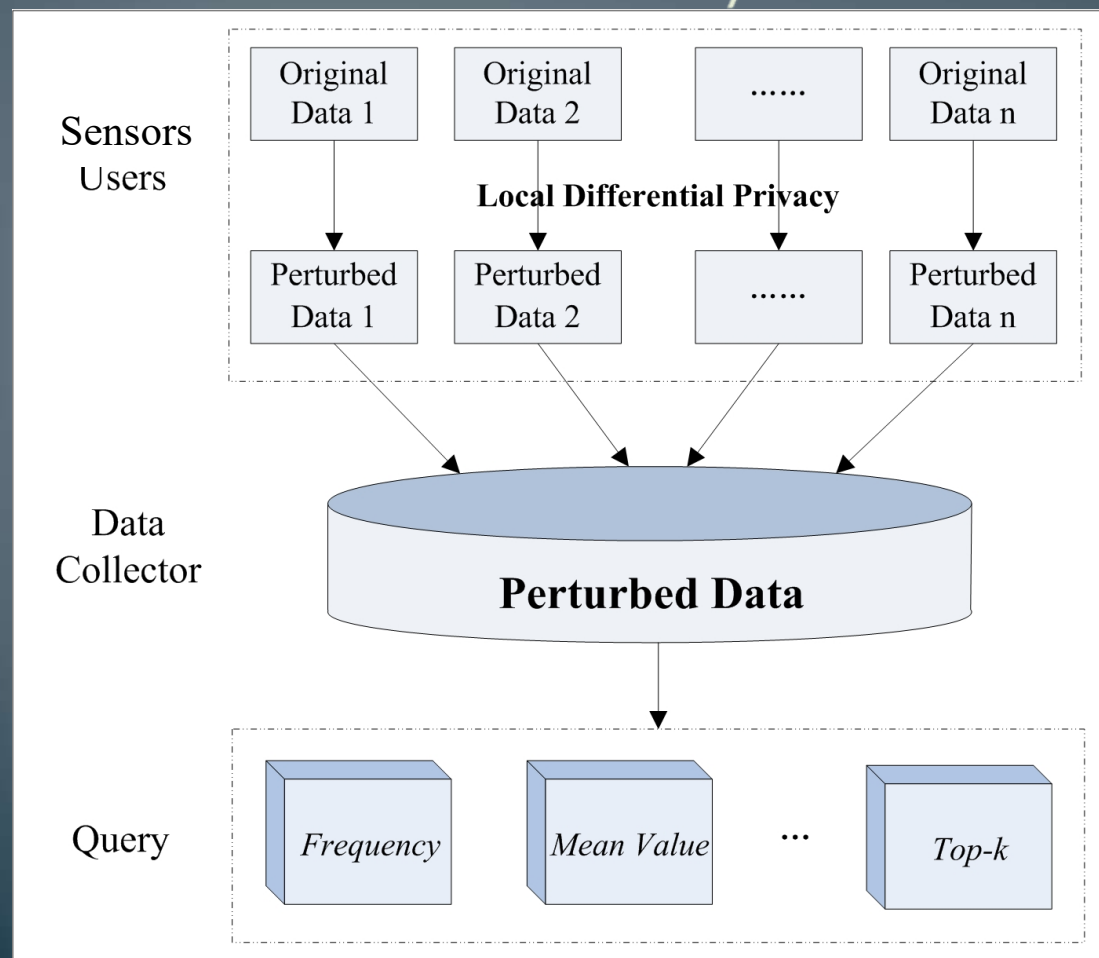 Original
Data 1
Original
Data 2
......
Original
Data n
Sensors
Users
Local Differential Privacy
Perturbed
Data 1
Perturbed
Data 2
......
Perturbed
Data n
Data
Collector
Perturbed Data
Query
Frequency
Mean Value
...
Top-k